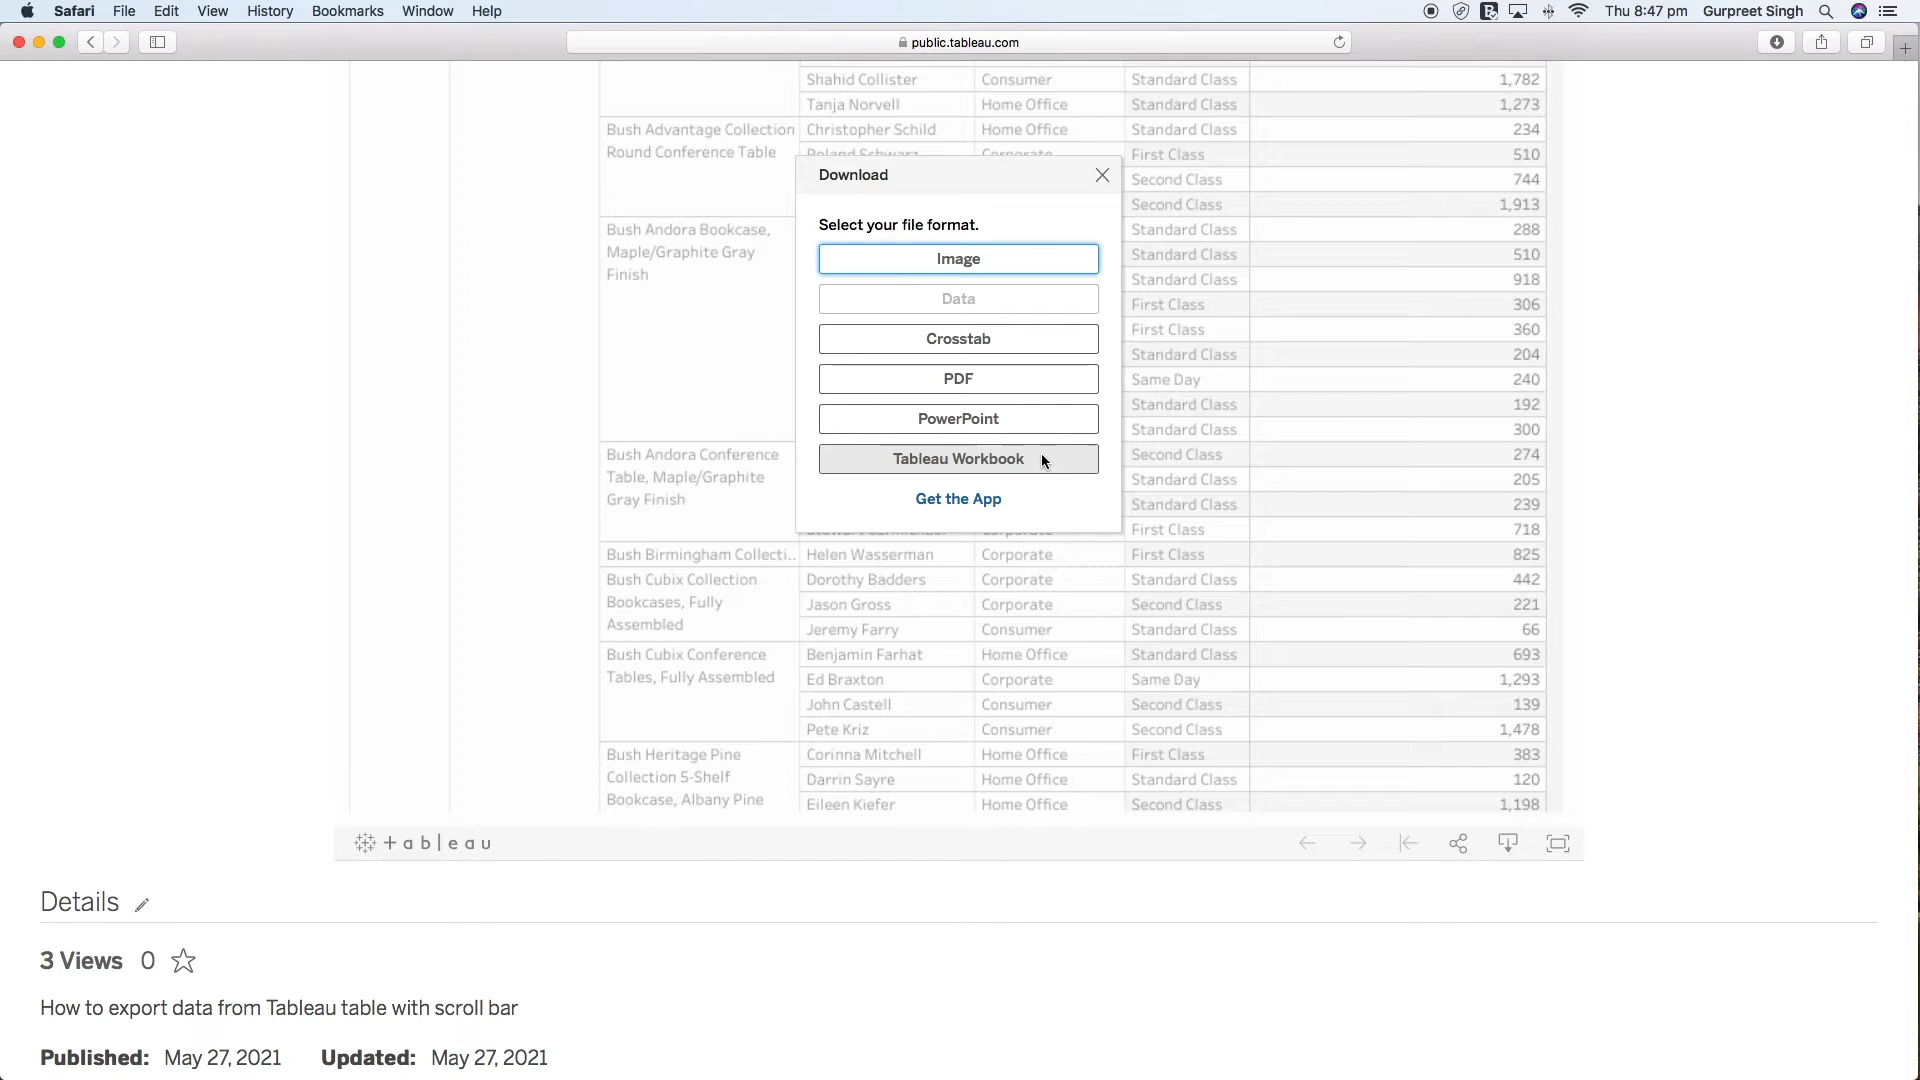 Safari File Edit View History Bookmarks Window Help Thu 8:47 pm Gurpreet Singh
public.tableau.com
Shahid Collister Consumer Standard Class 1,782
Tanja Norvell Home Office Standard Class 1,273
Bush Advantage Collection Christopher Schild Home Office Standard Class 234
Round Conference Table Roland Schwarz Corporate First Class 510
Download
Second Class 744
Second Class 1,913
Select your file format.
Bush Andora Bookcase, Standard Class 288
Maple/Graphite Gray Standard Class 510
Finish
Image
Standard Class 918
Data
First Class 306
First Class 360
Crosstab
Standard Class 204
PDF
Same Day 240
Standard Class 192
PowerPoint
Standard Class 300
Bush Andora Conference Second Class 274
Tableau Workbook
Table, Maple/Graphite Standard Class 205
Gray Finish Standard Class 239
Get the App
First Class 718
Bush Birmingham Collecti.. Helen Wasserman Corporate First Class 825
Bush Cubix Collection Dorothy Badders Corporate Standard Class 442
Bookcases, Fully Jason Gross Corporate Second Class 221
Assembled Jeremy Farry Consumer Standard Class 66
Bush Cubix Conference Benjamin Farhat Home Office Standard Class 693
Tables, Fully Assembled Ed Braxton Corporate Same Day 1,293
John Castell Consumer Second Class 139
Pete Kriz Consumer Second Class 1,478
Bush Heritage Pine Corinna Mitchell Home Office First Class 383
Collection 5-Shelf Darrin Sayre Home Office Standard Class 120
Bookcase, Albany Pine Eileen Kiefer Home Office Second Class 1,198
+ a b | e a u
Details
3 Views 0
How to export data from Tableau table with scroll bar
Published: May 27, 2021 Updated: May 27, 2021